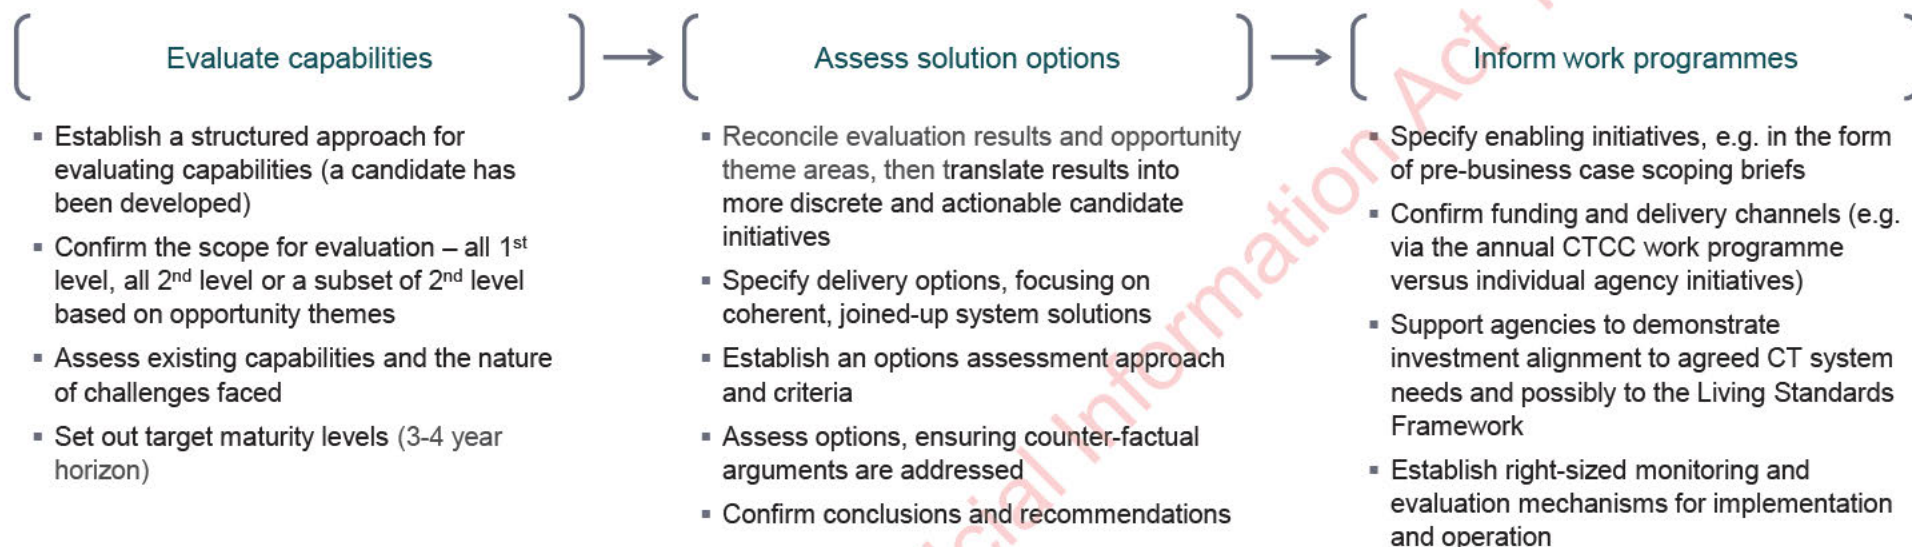 Evaluate capabilities
▪ Establish a structured approach for
evaluating capabilities (a candidate has
been developed)
▪ Confirm the scope for evaluation – all 1st
level, all 2nd level or a subset of 2nd level
based on opportunity themes
▪ Assess existing capabilities and the nature
of challenges faced
▪ Set out target maturity levels (3-4 year
horizon)
Assess solution options
▪ Reconcile evaluation results and opportunity
theme areas, then translate results into
more discrete and actionable candidate
initiatives
▪ Specify delivery options, focusing on
coherent, joined-up system solutions
▪ Establish an options assessment approach
and criteria
▪ Assess options, ensuring counter-factual
arguments are addressed
▪ Confirm conclusions and recommendations
Inform work programmes
▪ Specify enabling initiatives, e.g. in the form
of pre-business case scoping briefs
▪ Confirm funding and delivery channels (e.g.
via the annual CTCC work programme
versus individual agency initiatives)
▪ Support agencies to demonstrate
investment alignment to agreed CT system
needs and possibly to the Living Standards
Framework
▪ Establish right-sized monitoring and
evaluation mechanisms for implementation
and operation
Information Act